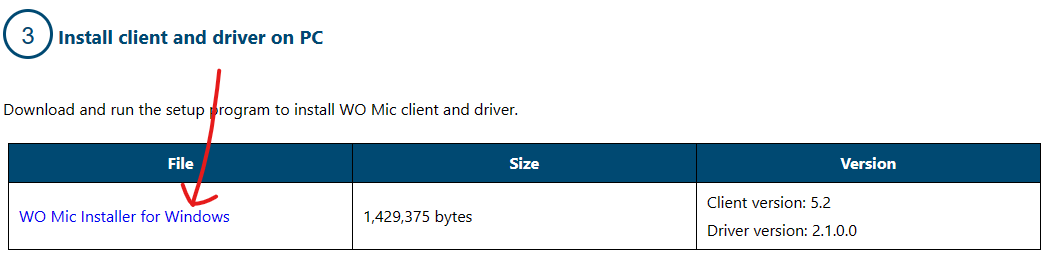 3 Install client and driver on PC
Download and run the setup program to install WO Mic client and driver.
File Size Version
WO Mic Installer for Windows 1,429,375 bytes Client version: 5.2
Driver version: 2.1.0.0